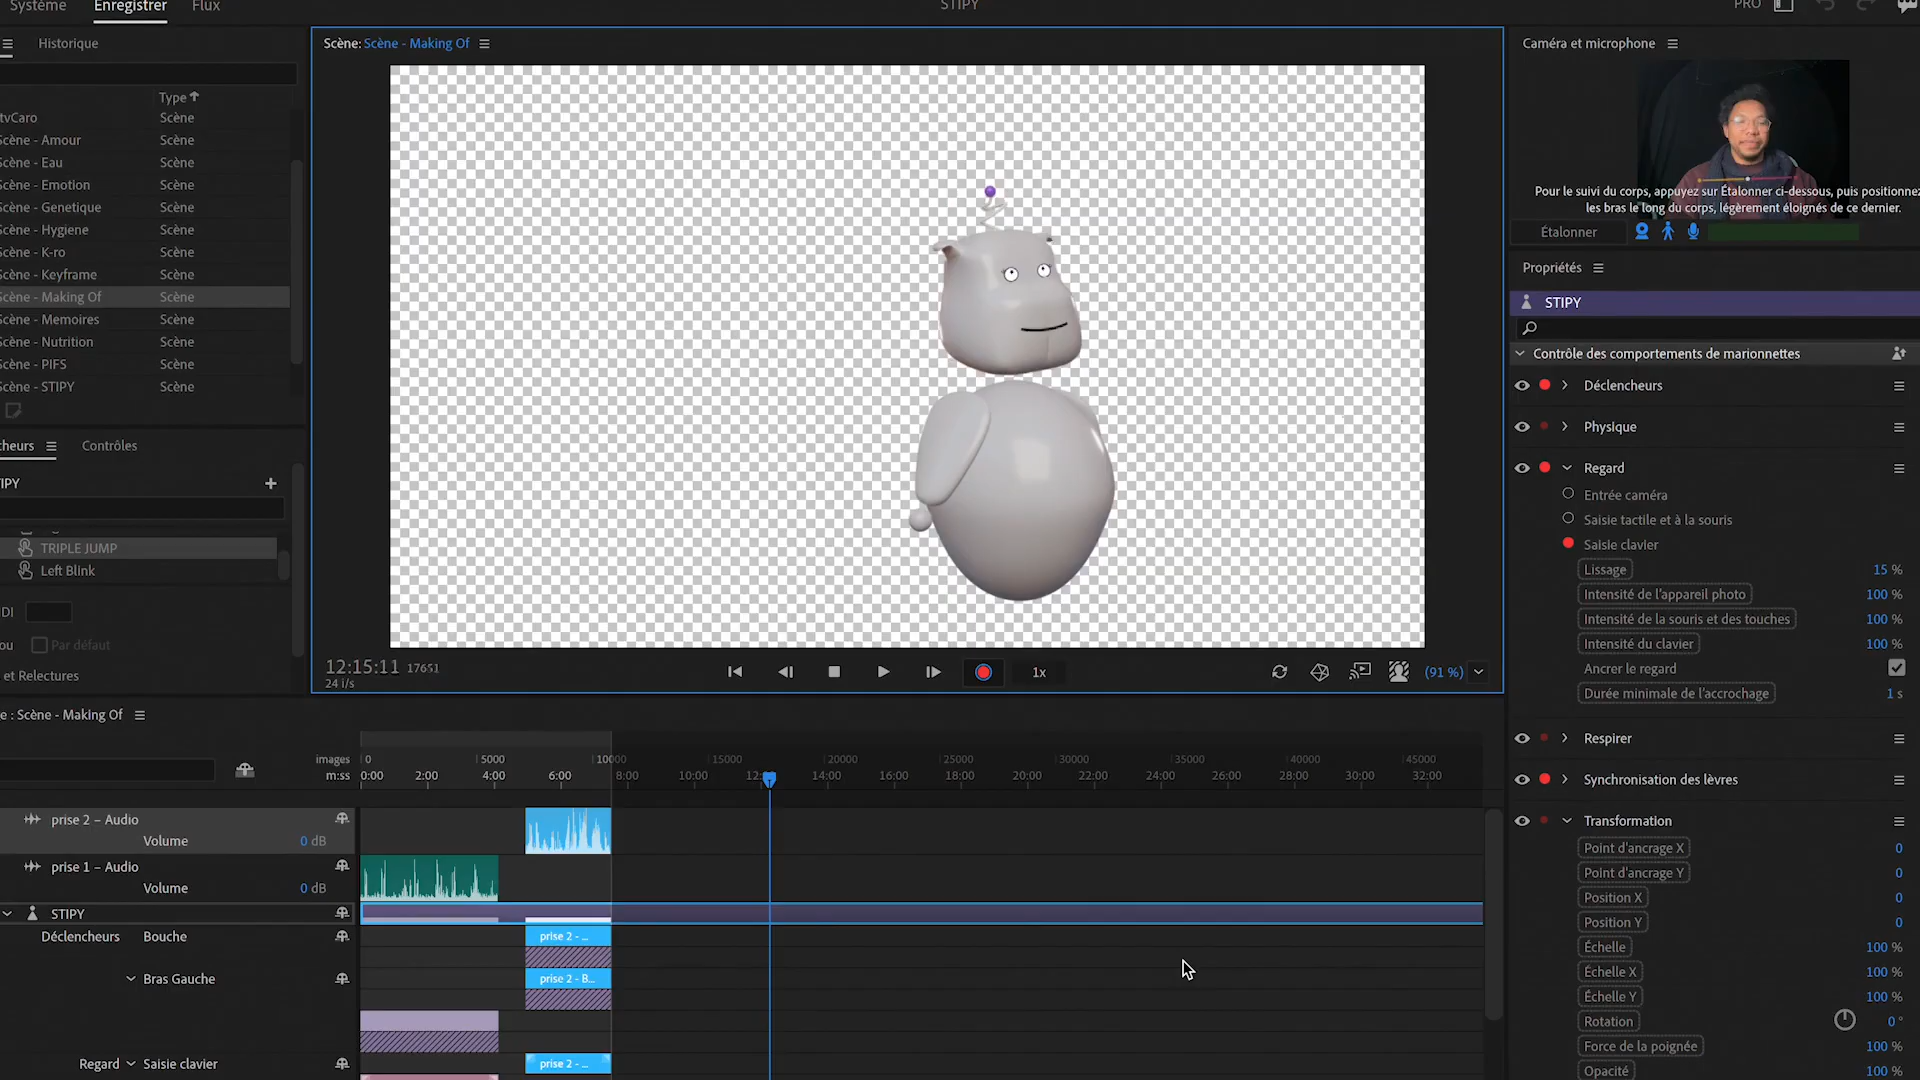 Système
Enregistrer
Flux
STIPY
PRO
Historique
Type
tvCaro
Scène
Scène - Amour
Scène
Scène - Eau
Scène
Scène - Emotion
Scène
Scène - Genetique
Scène
Scène - Hygiene
Scène
Scène - K-ro
Scène
Scène - Keyframe
Scène
Scène - Making Of
Scène
Scène - Memoires
Scène
Scène - Nutrition
Scène
Scène - PIFS
Scène
Scène - STIPY
Scène
cheurs
Contrôles
IPY
TRIPLE JUMP
Left Blink
DI
ou
Par défaut
et Relectures
Scène: Scène - Making Of
12:15:11 17651
24 i/s
1x
(91 %)
Caméra et microphone
Pour le suivi du corps, appuyez sur Étalonner ci-dessous, puis positionnez
les bras le long du corps, légèrement éloignés de ce dernier.
Étalonner
Propriétés
STIPY
Contrôle des comportements de marionnettes
Déclencheurs
Physique
Regard
Entrée caméra
Saisie tactile et à la souris
Saisie clavier
Lissage 15 %
Intensité de l'appareil photo 100 %
Intensité de la souris et des touches 100 %
Intensité du clavier 100 %
Ancrer le regard
Durée minimale de l'accrochage 1 s
Respirer
Synchronisation des lèvres
Transformation
Point d'ancrage X 0
Point d'ancrage Y 0
Position X 0
Position Y 0
Échelle 100 %
Échelle X 100 %
Échelle Y 100 %
Rotation 0 °
Force de la poignée 100 %
Opacité 100 %
e : Scène - Making Of
images 0 5000 10000 15000 20000 25000 30000 35000 40000 45000
m:ss 0:00 2:00 4:00 6:00 8:00 10:00 12:00 14:00 16:00 18:00 20:00 22:00 24:00 26:00 28:00 30:00 32:00
prise 2 – Audio
Volume 0 dB
prise 1 – Audio
Volume 0 dB
STIPY
Déclencheurs Bouche prise 2 - ...
Bras Gauche prise 2 - B...
Regard Saisie clavier prise 2 - ...